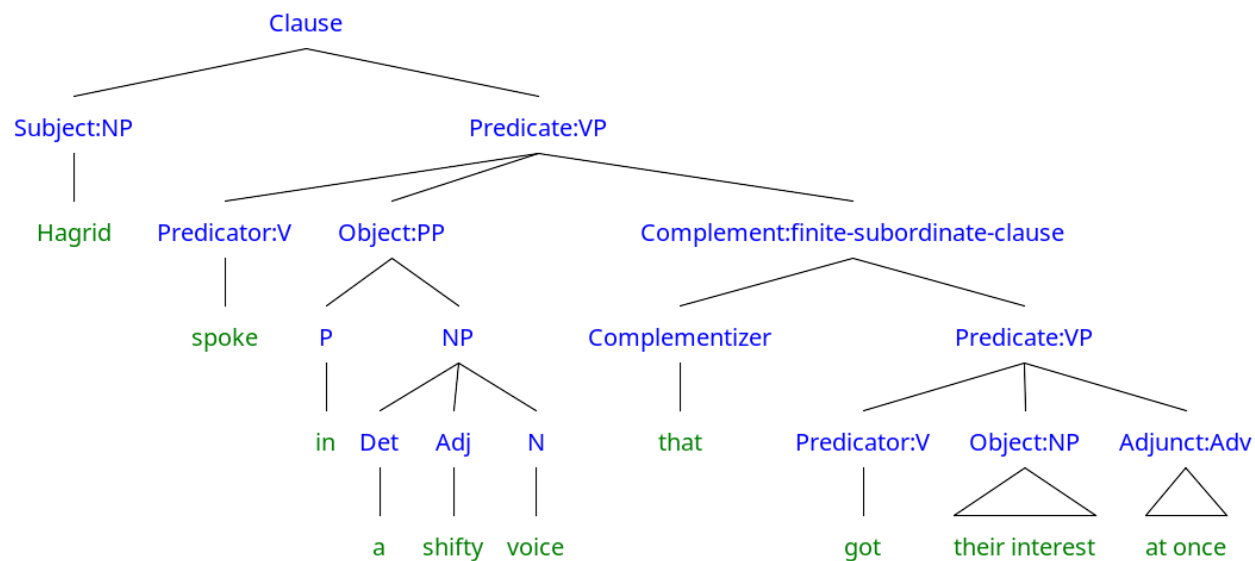 Clause
Subject:NP Predicate:VP
Hagrid Predicator:V Object:PP Complement:finite-subordinate-clause
spoke P NP Complementizer Predicate:VP
in Det Adj N that Predicator:V Object:NP Adjunct:Adv
a shifty voice got their interest at once